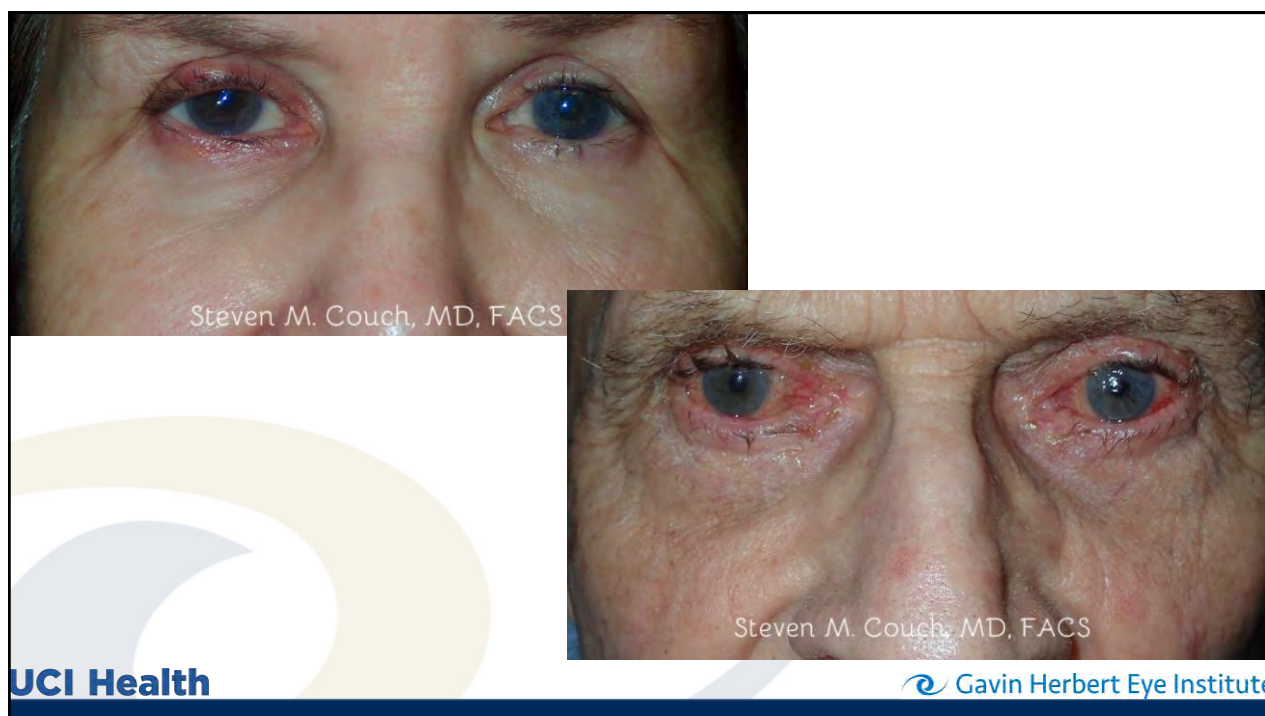 Steven M. Couch, MD, FACS
Steven M. Couch, MD, FACS
UCI Health
Gavin Herbert Eye Institute